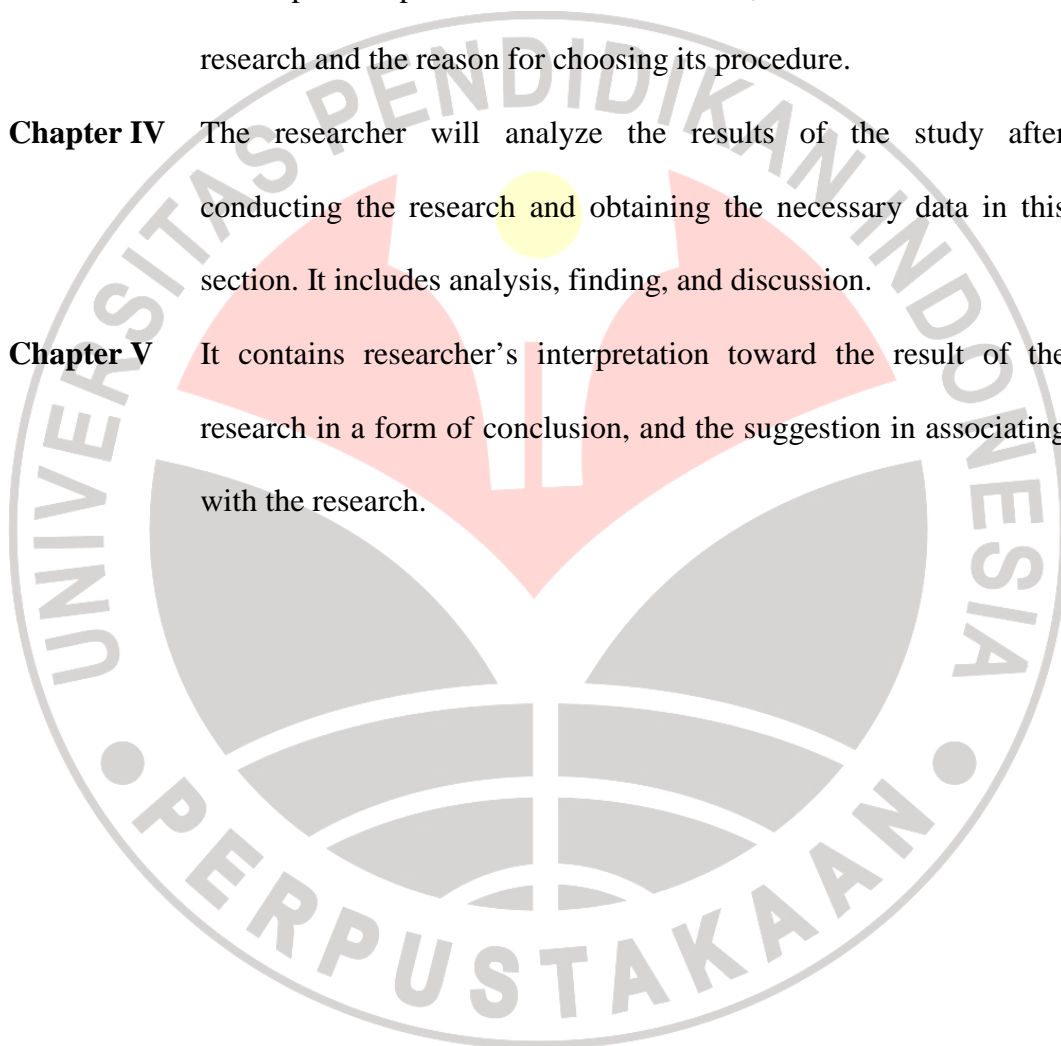 research and the reason for choosing its procedure.
Chapter IV The researcher will analyze the results of the study after
conducting the research and obtaining the necessary data in this
section. It includes analysis, finding, and discussion.
Chapter V It contains researcher's interpretation toward the result of the
research in a form of conclusion, and the suggestion in associating
with the research.
UNIVERSITAS PENDIDIKAN INDONESIA
PERPUSTAKAAN